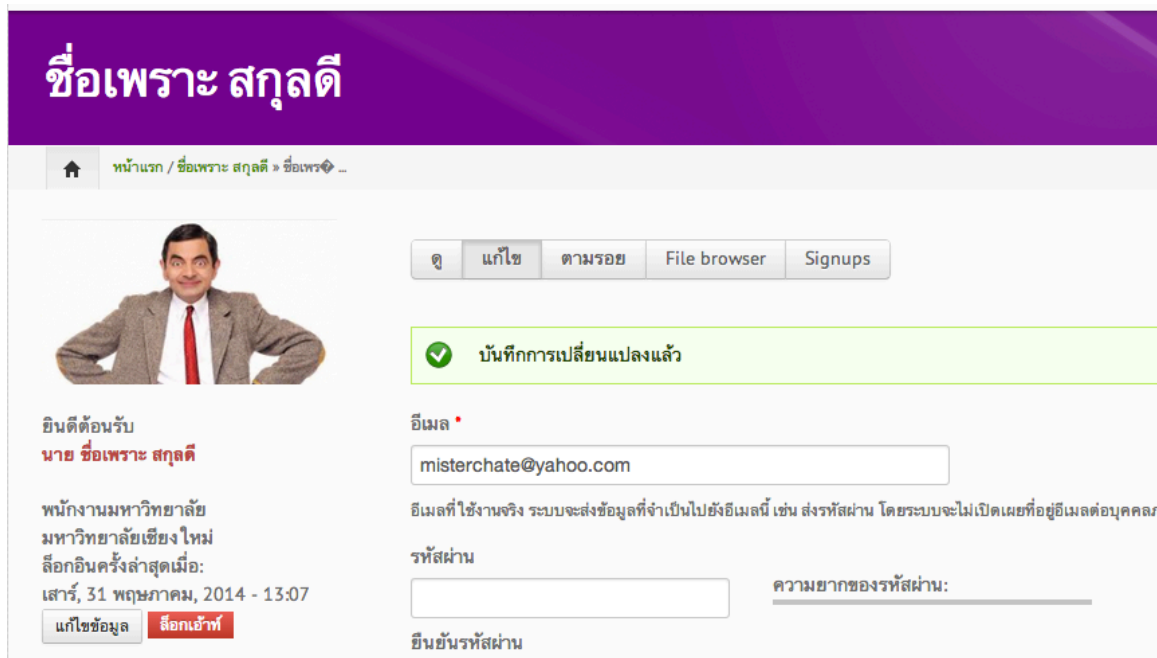 ชื่อเพราะ สกุลดี
หน้าแรก / ชื่อเพราะ สกุลดี » ชื่อเพร� ...
ดู แก้ไข ตามรอย File browser Signups
บันทึกการเปลี่ยนแปลงแล้ว
ยินดีต้อนรับ
นาย ชื่อเพราะ สกุลดี
พนักงานมหาวิทยาลัย
มหาวิทยาลัยเชียงใหม่
ล็อกอินครั้งล่าสุดเมื่อ:
เสาร์, 31 พฤษภาคม, 2014 - 13:07
แก้ไขข้อมูล ล็อกเอ้าท์
อีเมล *
misterchate@yahoo.com
อีเมลที่ใช้งานจริง ระบบจะส่งข้อมูลที่จำเป็นไปยังอีเมลนี้ เช่น ส่งรหัสผ่าน โดยระบบจะไม่เปิดเผยที่อยู่อีเมลต่อบุคคล
รหัสผ่าน
ความยากของรหัสผ่าน:
ยืนยันรหัสผ่าน